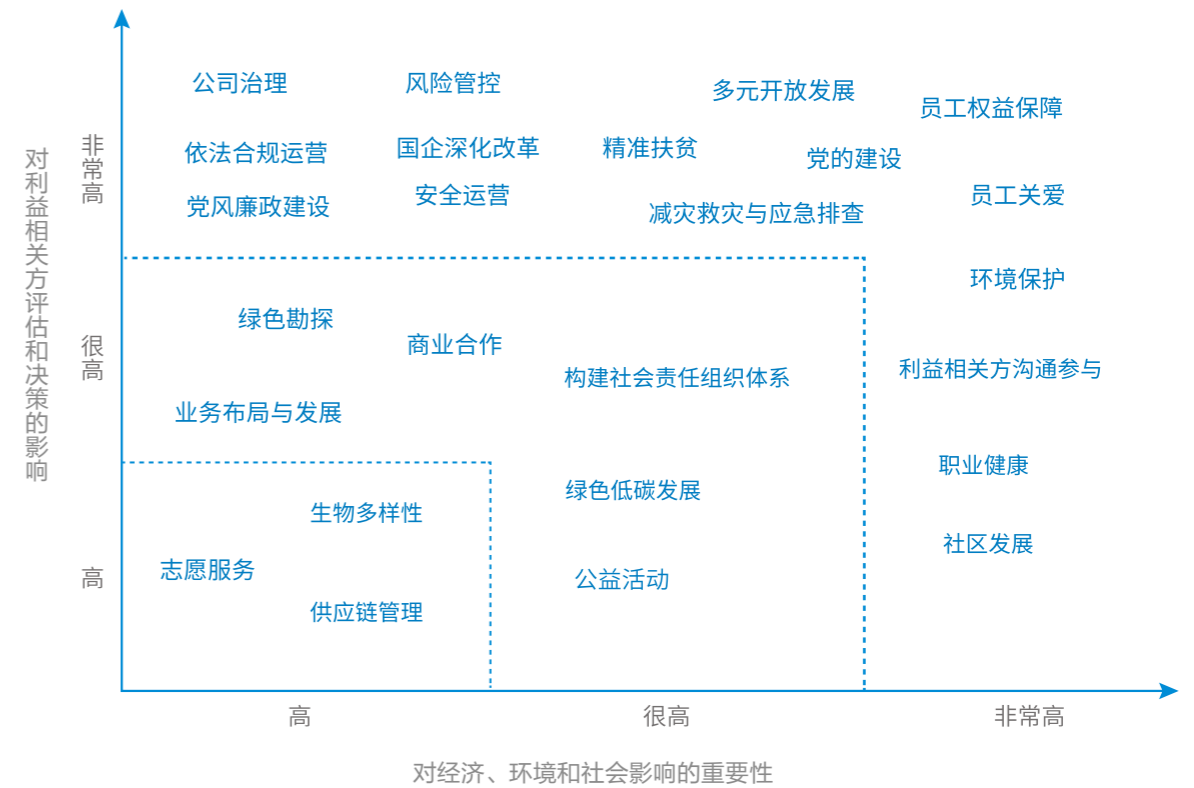 对利益相关方评估和决策的影响
非常高
很高
高
公司治理
风险管控
多元开放发展
员工权益保障
依法合规运营
国企深化改革
精准扶贫
党的建设
党风廉政建设
安全运营
减灾救灾与应急排查
员工关爱
环境保护
绿色勘探
商业合作
构建社会责任组织体系
利益相关方沟通参与
业务布局与发展
职业健康
绿色低碳发展
生物多样性
社区发展
志愿服务
公益活动
供应链管理
高
很高
非常高
对经济、环境和社会影响的重要性